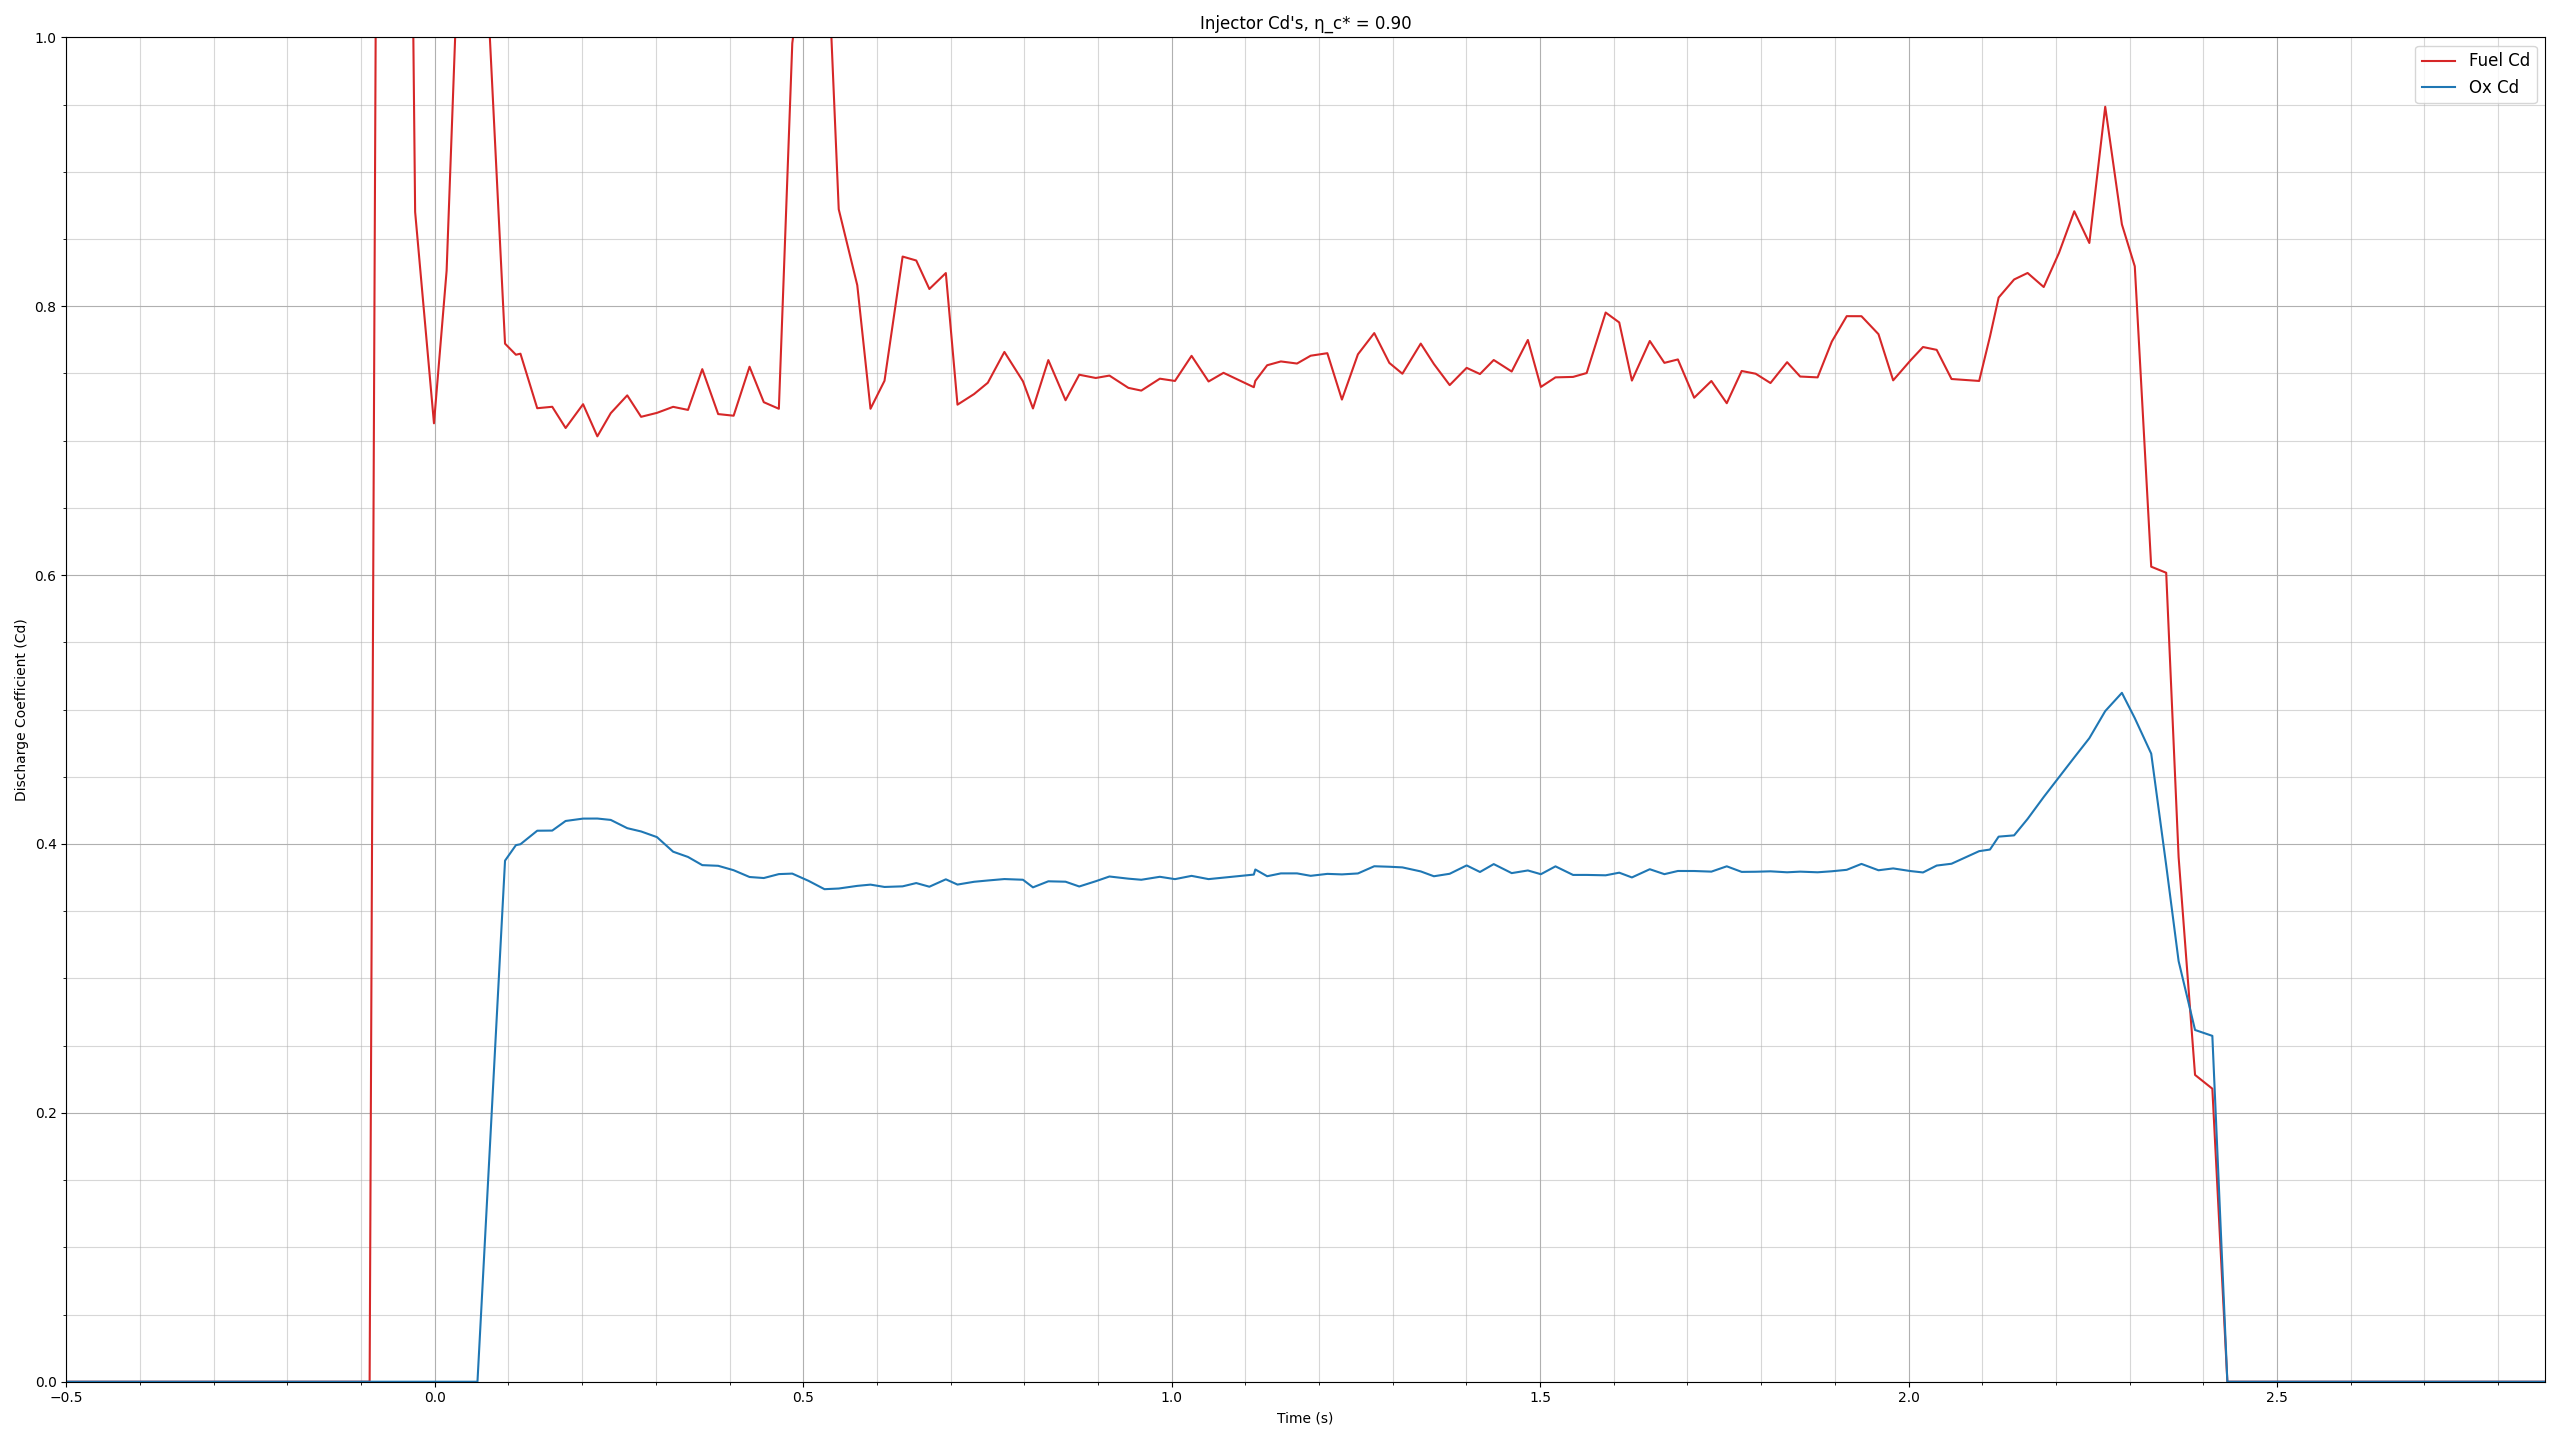 Injector Cd's, η_c* = 0.90
Fuel Cd
Ox Cd
Discharge Coefficient (Cd)
1.0
0.8
0.6
0.4
0.2
0.0
−0.5
0.0
0.5
1.0
1.5
2.0
2.5
Time (s)